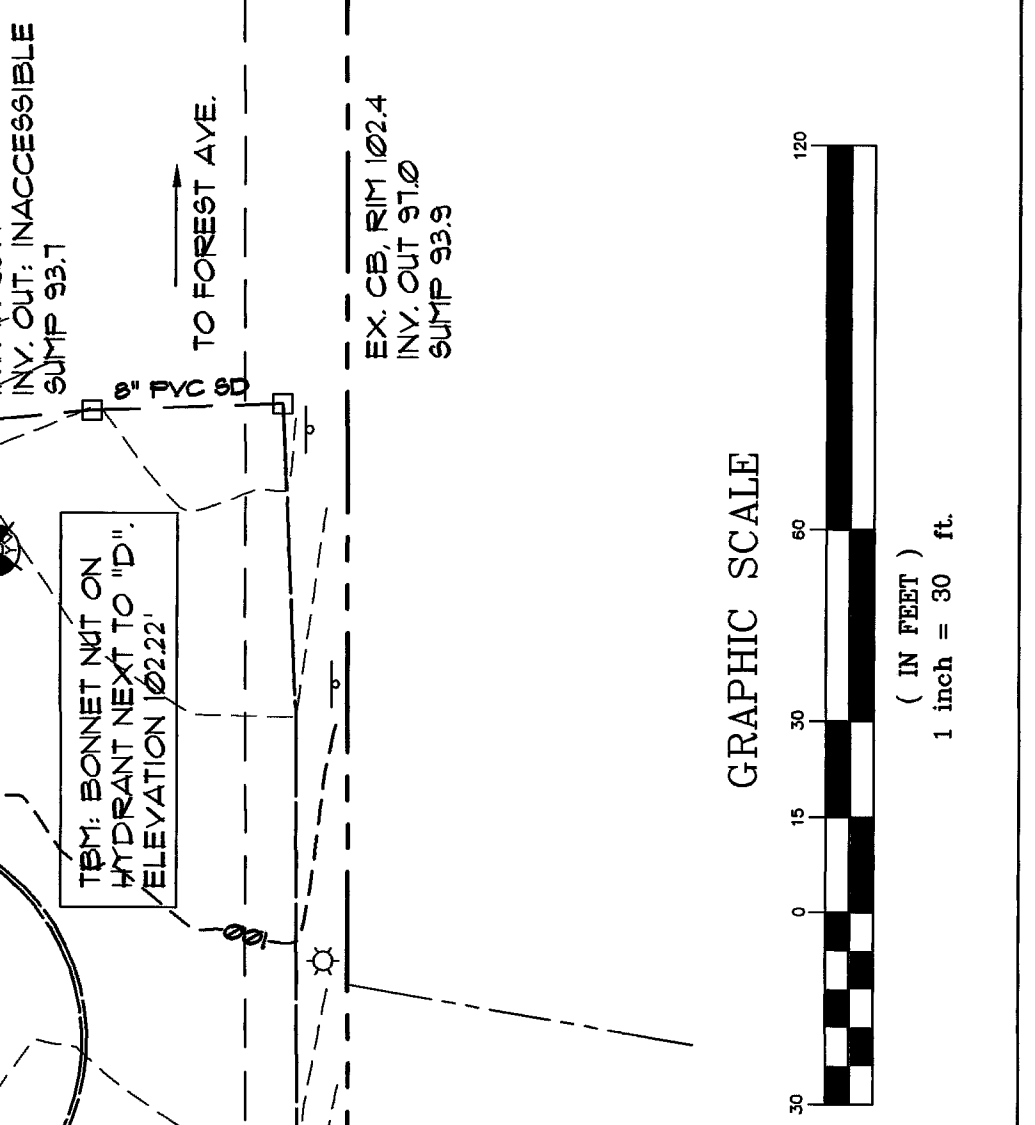 INV. OUT: INACCESSIBLE
SUMP 93.7
TO FOREST AVE.
EX. CB, RIM 102.4
INV. OUT 97.0
SUMP 93.9
8" PVC SD
TBM: BONNET NUT ON
HYDRANT NEXT TO "D".
ELEVATION 102.22'
100
GRAPHIC SCALE
30 0 15 30 60 120
( IN FEET )
1 inch = 30 ft.